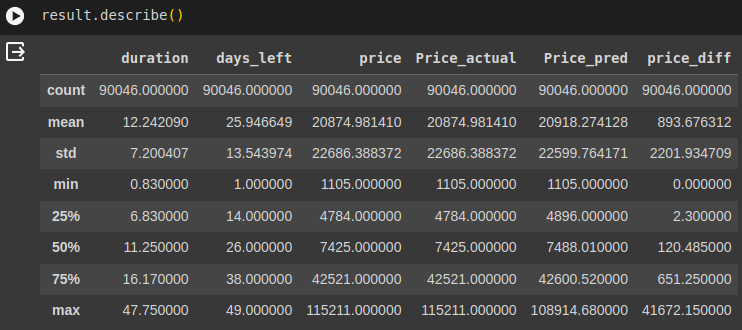 result.describe()
duration days_left price Price_actual Price_pred price_diff
count 90046.000000 90046.000000 90046.000000 90046.000000 90046.000000 90046.000000
mean 12.242090 25.946649 20874.981410 20874.981410 20918.274128 893.676312
std 7.200407 13.543974 22686.388372 22686.388372 22599.764171 2201.934709
min 0.830000 1.000000 1105.000000 1105.000000 1105.000000 0.000000
25% 6.830000 14.000000 4784.000000 4784.000000 4896.000000 2.300000
50% 11.250000 26.000000 7425.000000 7425.000000 7488.010000 120.485000
75% 16.170000 38.000000 42521.000000 42521.000000 42600.520000 651.250000
max 47.750000 49.000000 115211.000000 115211.000000 108914.680000 41672.150000